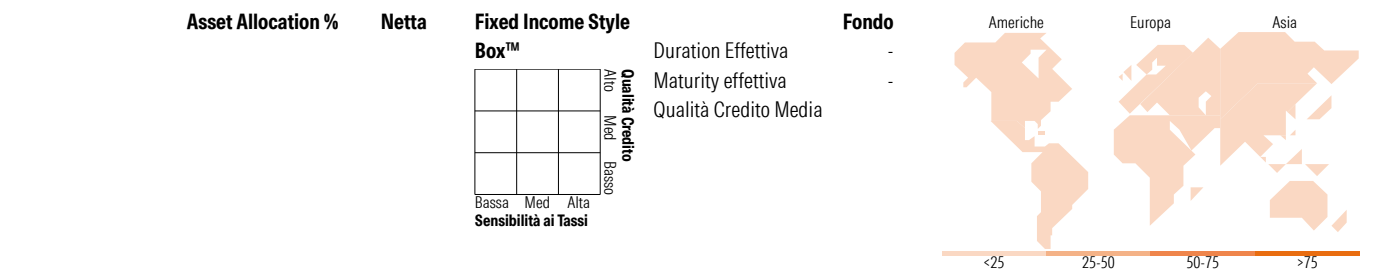 Asset Allocation % Netta
Fixed Income Style
Box™
Alto Med Basso
Qualità Credito
Bassa Med Alta
Sensibilità ai Tassi
Fondo
Duration Effettiva -
Maturity effettiva -
Qualità Credito Media
Americhe Europa Asia
<25 25-50 50-75 >75